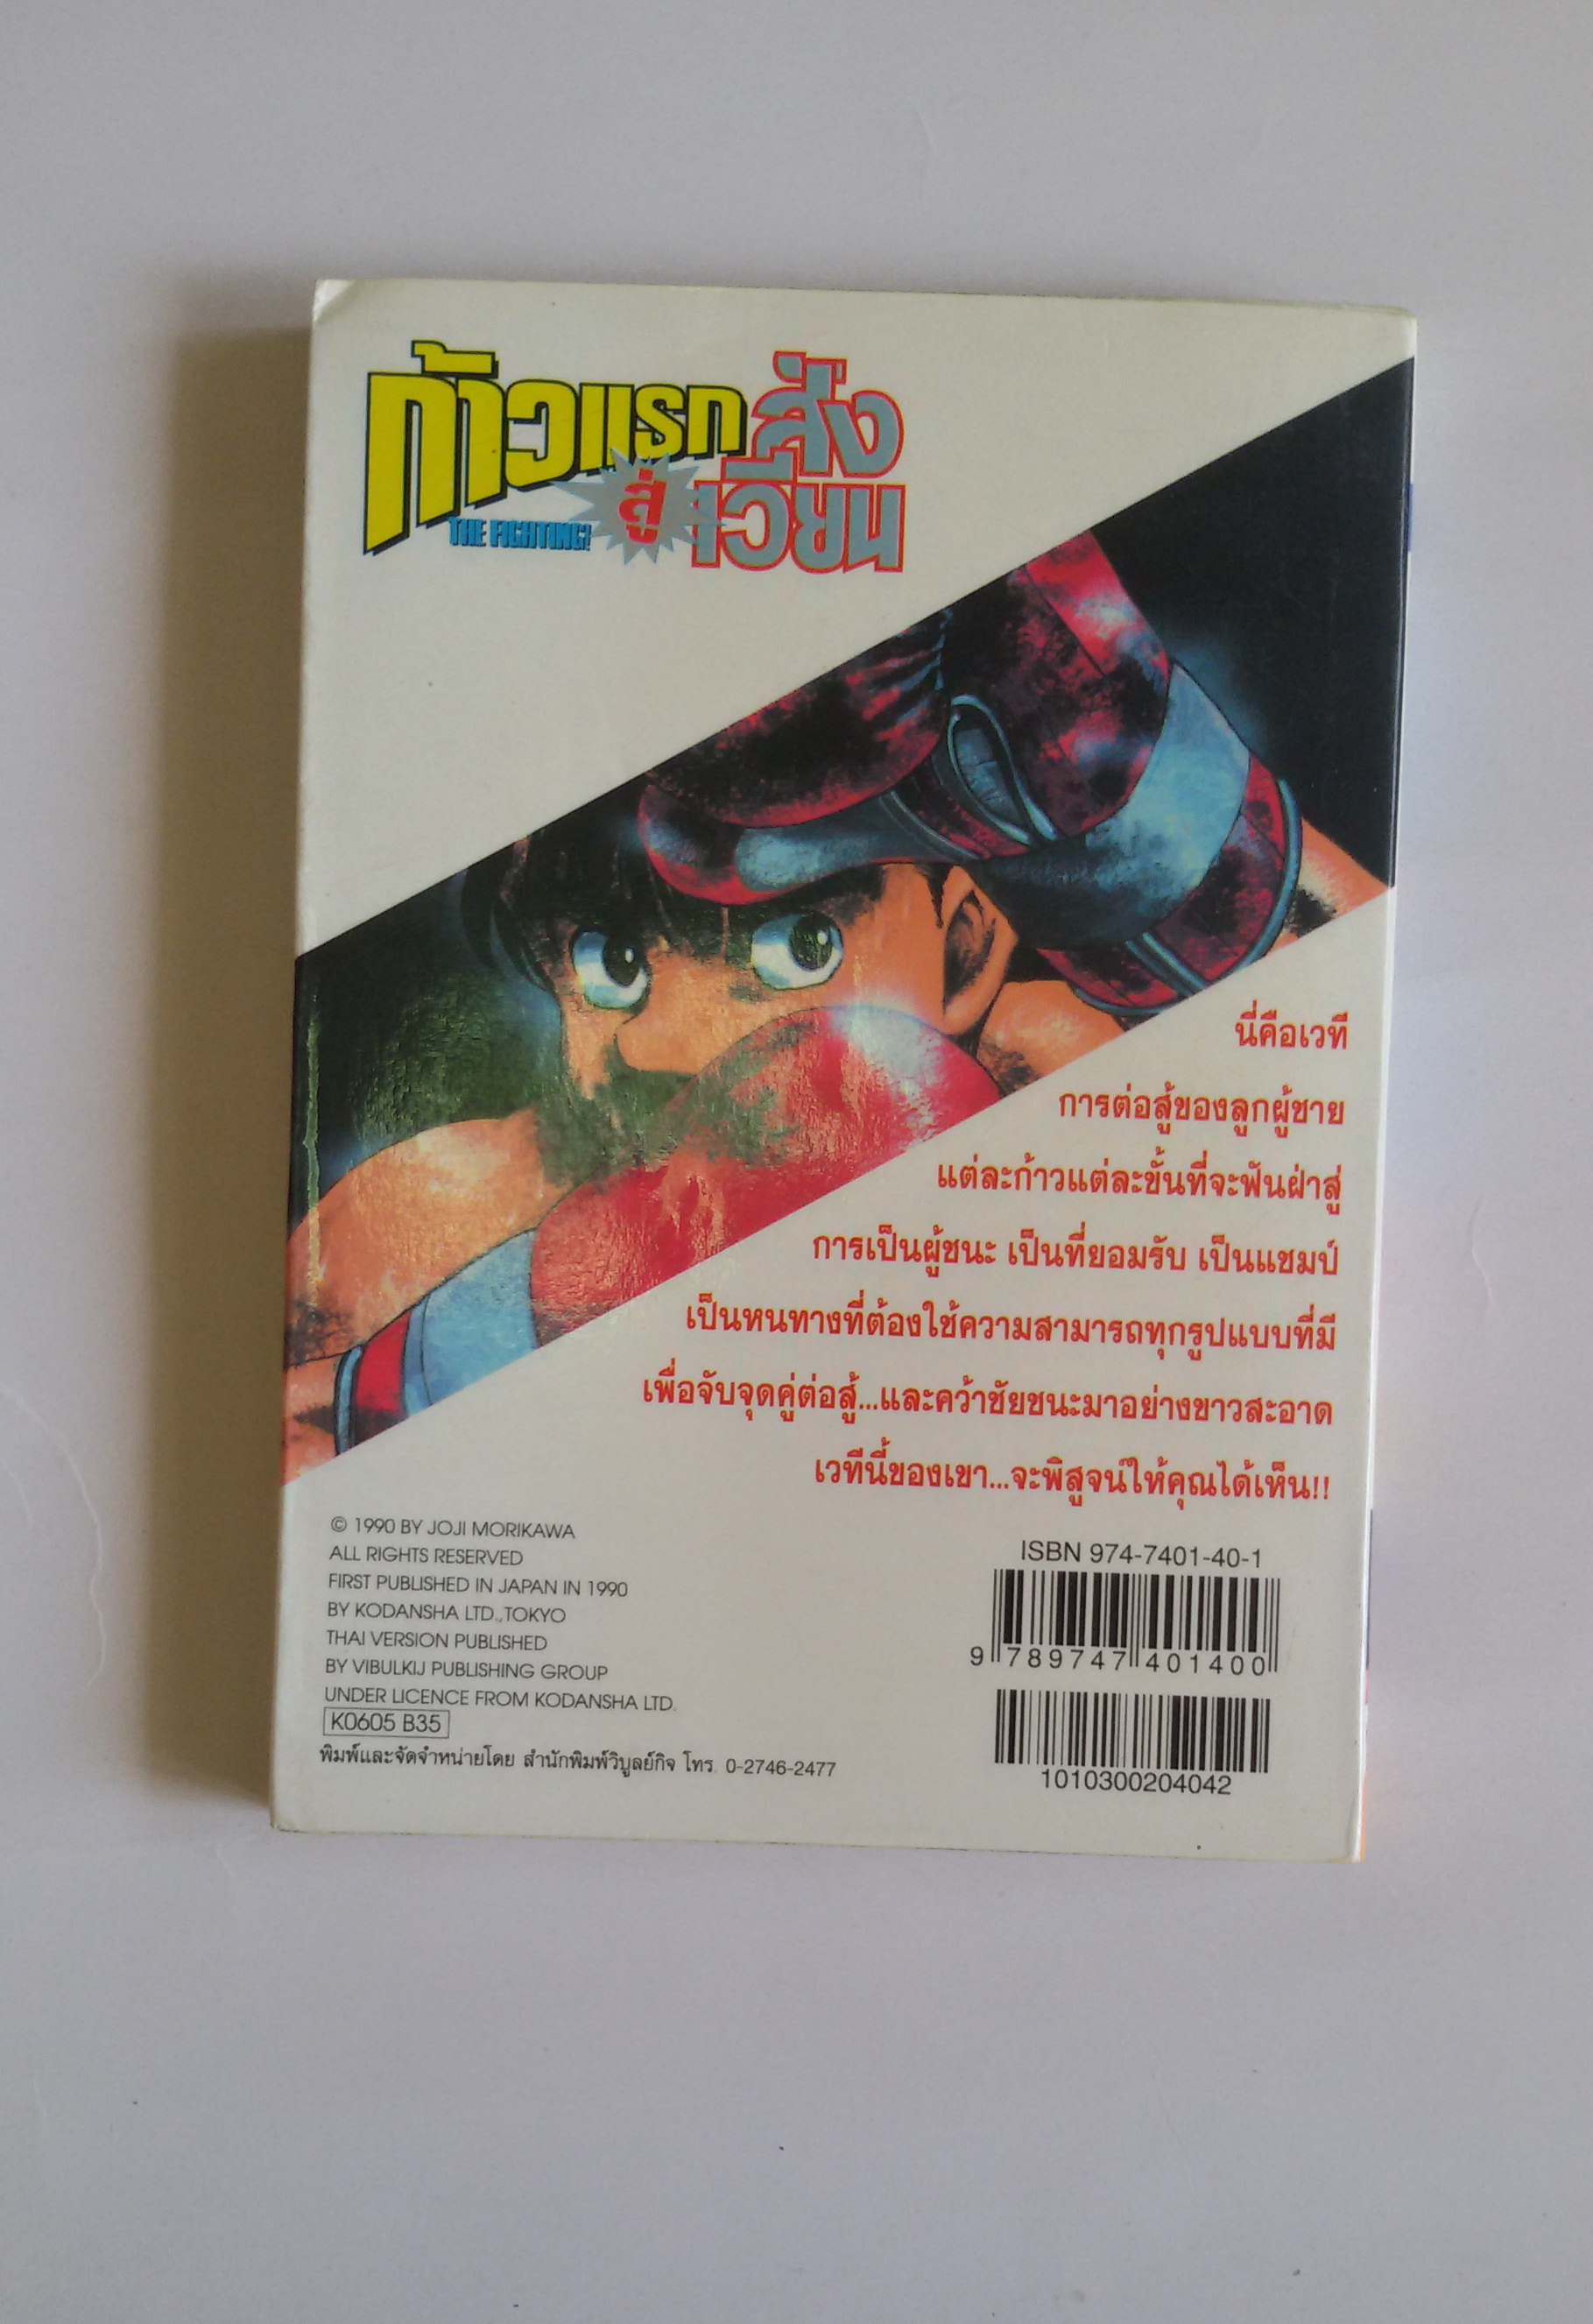 ก้าวแรก
สู่
สังเวียน
THE FIGHTING!
นี่คือเวที
การต่อสู้ของลูกผู้ชาย
แต่ละก้าวแต่ละขั้นที่จะฟันฝ่าสู่
การเป็นผู้ชนะ เป็นที่ยอมรับ เป็นแชมป์
เป็นหนทางที่ต้องใช้ความสามารถทุกรูปแบบที่มี
เพื่อจับจุดคู่ต่อสู้...และคว้าชัยชนะมาอย่างขาวสะอาด
เวทีนี้ของเขา...จะพิสูจน์ให้คุณได้เห็น!!
© 1990 BY JOJI MORIKAWA
ALL RIGHTS RESERVED
FIRST PUBLISHED IN JAPAN IN 1990
BY KODANSHA LTD., TOKYO
THAI VERSION PUBLISHED
BY VIBULKIJ PUBLISHING GROUP
UNDER LICENCE FROM KODANSHA LTD.
K0605 B35
พิมพ์และจัดจำหน่ายโดย สำนักพิมพ์วิบูลย์กิจ โทร. 0-2746-2477
ISBN 974-7401-40-1
9 789747 401400
1010300204042